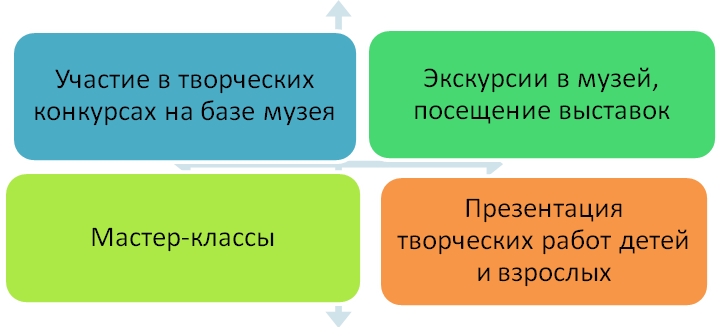 Участие в творческих
конкурсах на базе музея
Экскурсии в музей,
посещение выставок
Мастер-классы
Презентация
творческих работ детей
и взрослых